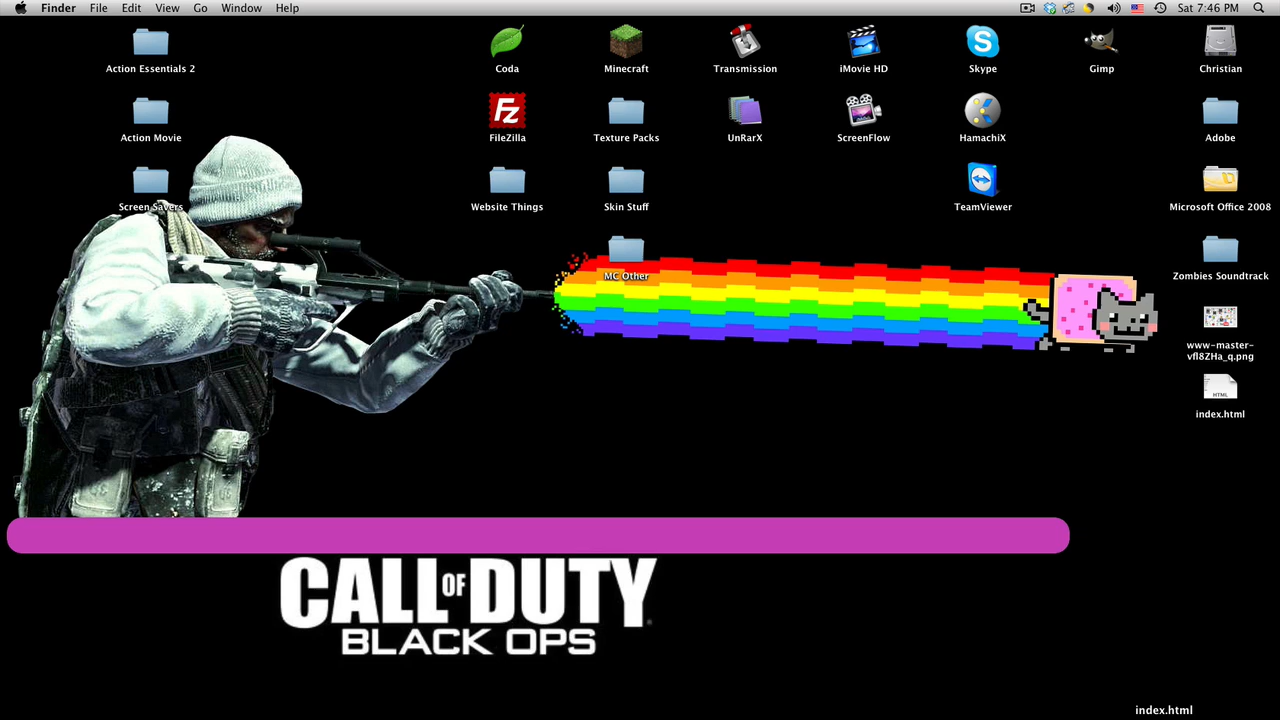 Finder File Edit View Go Window Help Sat 7:46 PM
Action Essentials 2 Coda Minecraft Transmission iMovie HD Skype Gimp Christian
Action Movie FileZilla Texture Packs UnRarX ScreenFlow HamachiX Adobe
Screen Savers Website Things Skin Stuff TeamViewer Microsoft Office 2008
MC Other Zombies Soundtrack
www-master-
vfl8ZHa_q.png
HTML
index.html
CALL OF DUTY
BLACK OPS
index.html